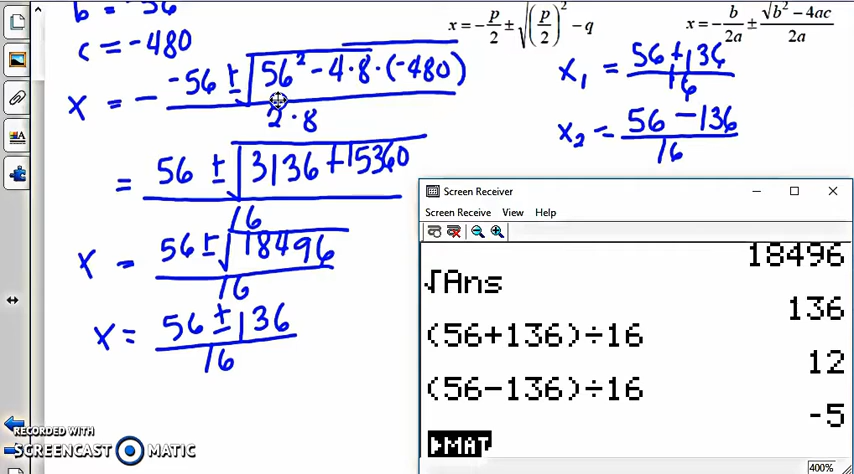 b = -56
c = -480
x = - -56 ± √56² - 4·8·(-480) / 2·8
= 56 ± √3136 + 15360 / 16
x = 56 ± √18496 / 16
x = 56 ± 136 / 16
x = -p/2 ± √(p/2)² - q
x = -b/2a ± √b² - 4ac / 2a
x₁ = 56 + 136 / 16
x₂ = 56 - 136 / 16
Screen Receiver
Screen Receiver View Help
18496
√Ans
136
(56+136)÷16
12
(56-136)÷16
-5
▶MAT
400%
RECORDED WITH
SCREENCAST MATIC